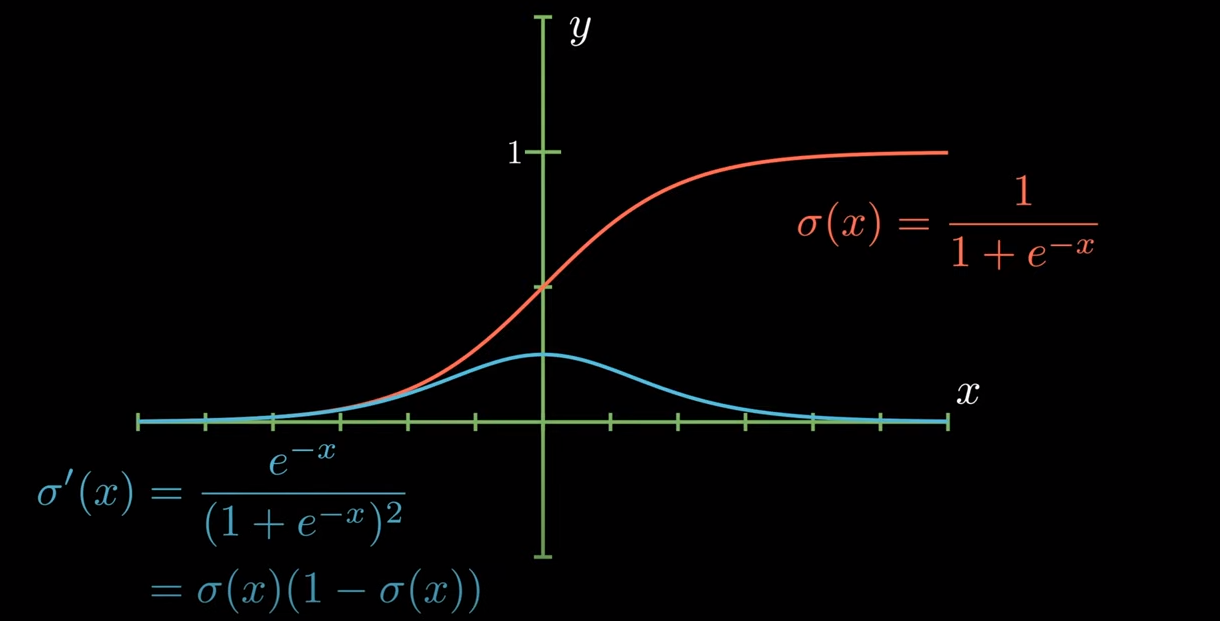 y
1
σ(x) = 1 / (1 + e^{-x})
x
σ′(x) = e^{-x} / (1 + e^{-x})^2
= σ(x)(1 − σ(x))